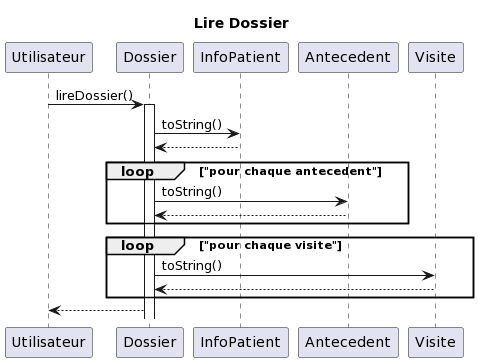 Lire Dossier
Utilisateur Dossier InfoPatient Antecedent Visite
lireDossier()
toString()
loop ["pour chaque antecedent"]
toString()
loop ["pour chaque visite"]
toString()
Utilisateur Dossier InfoPatient Antecedent Visite